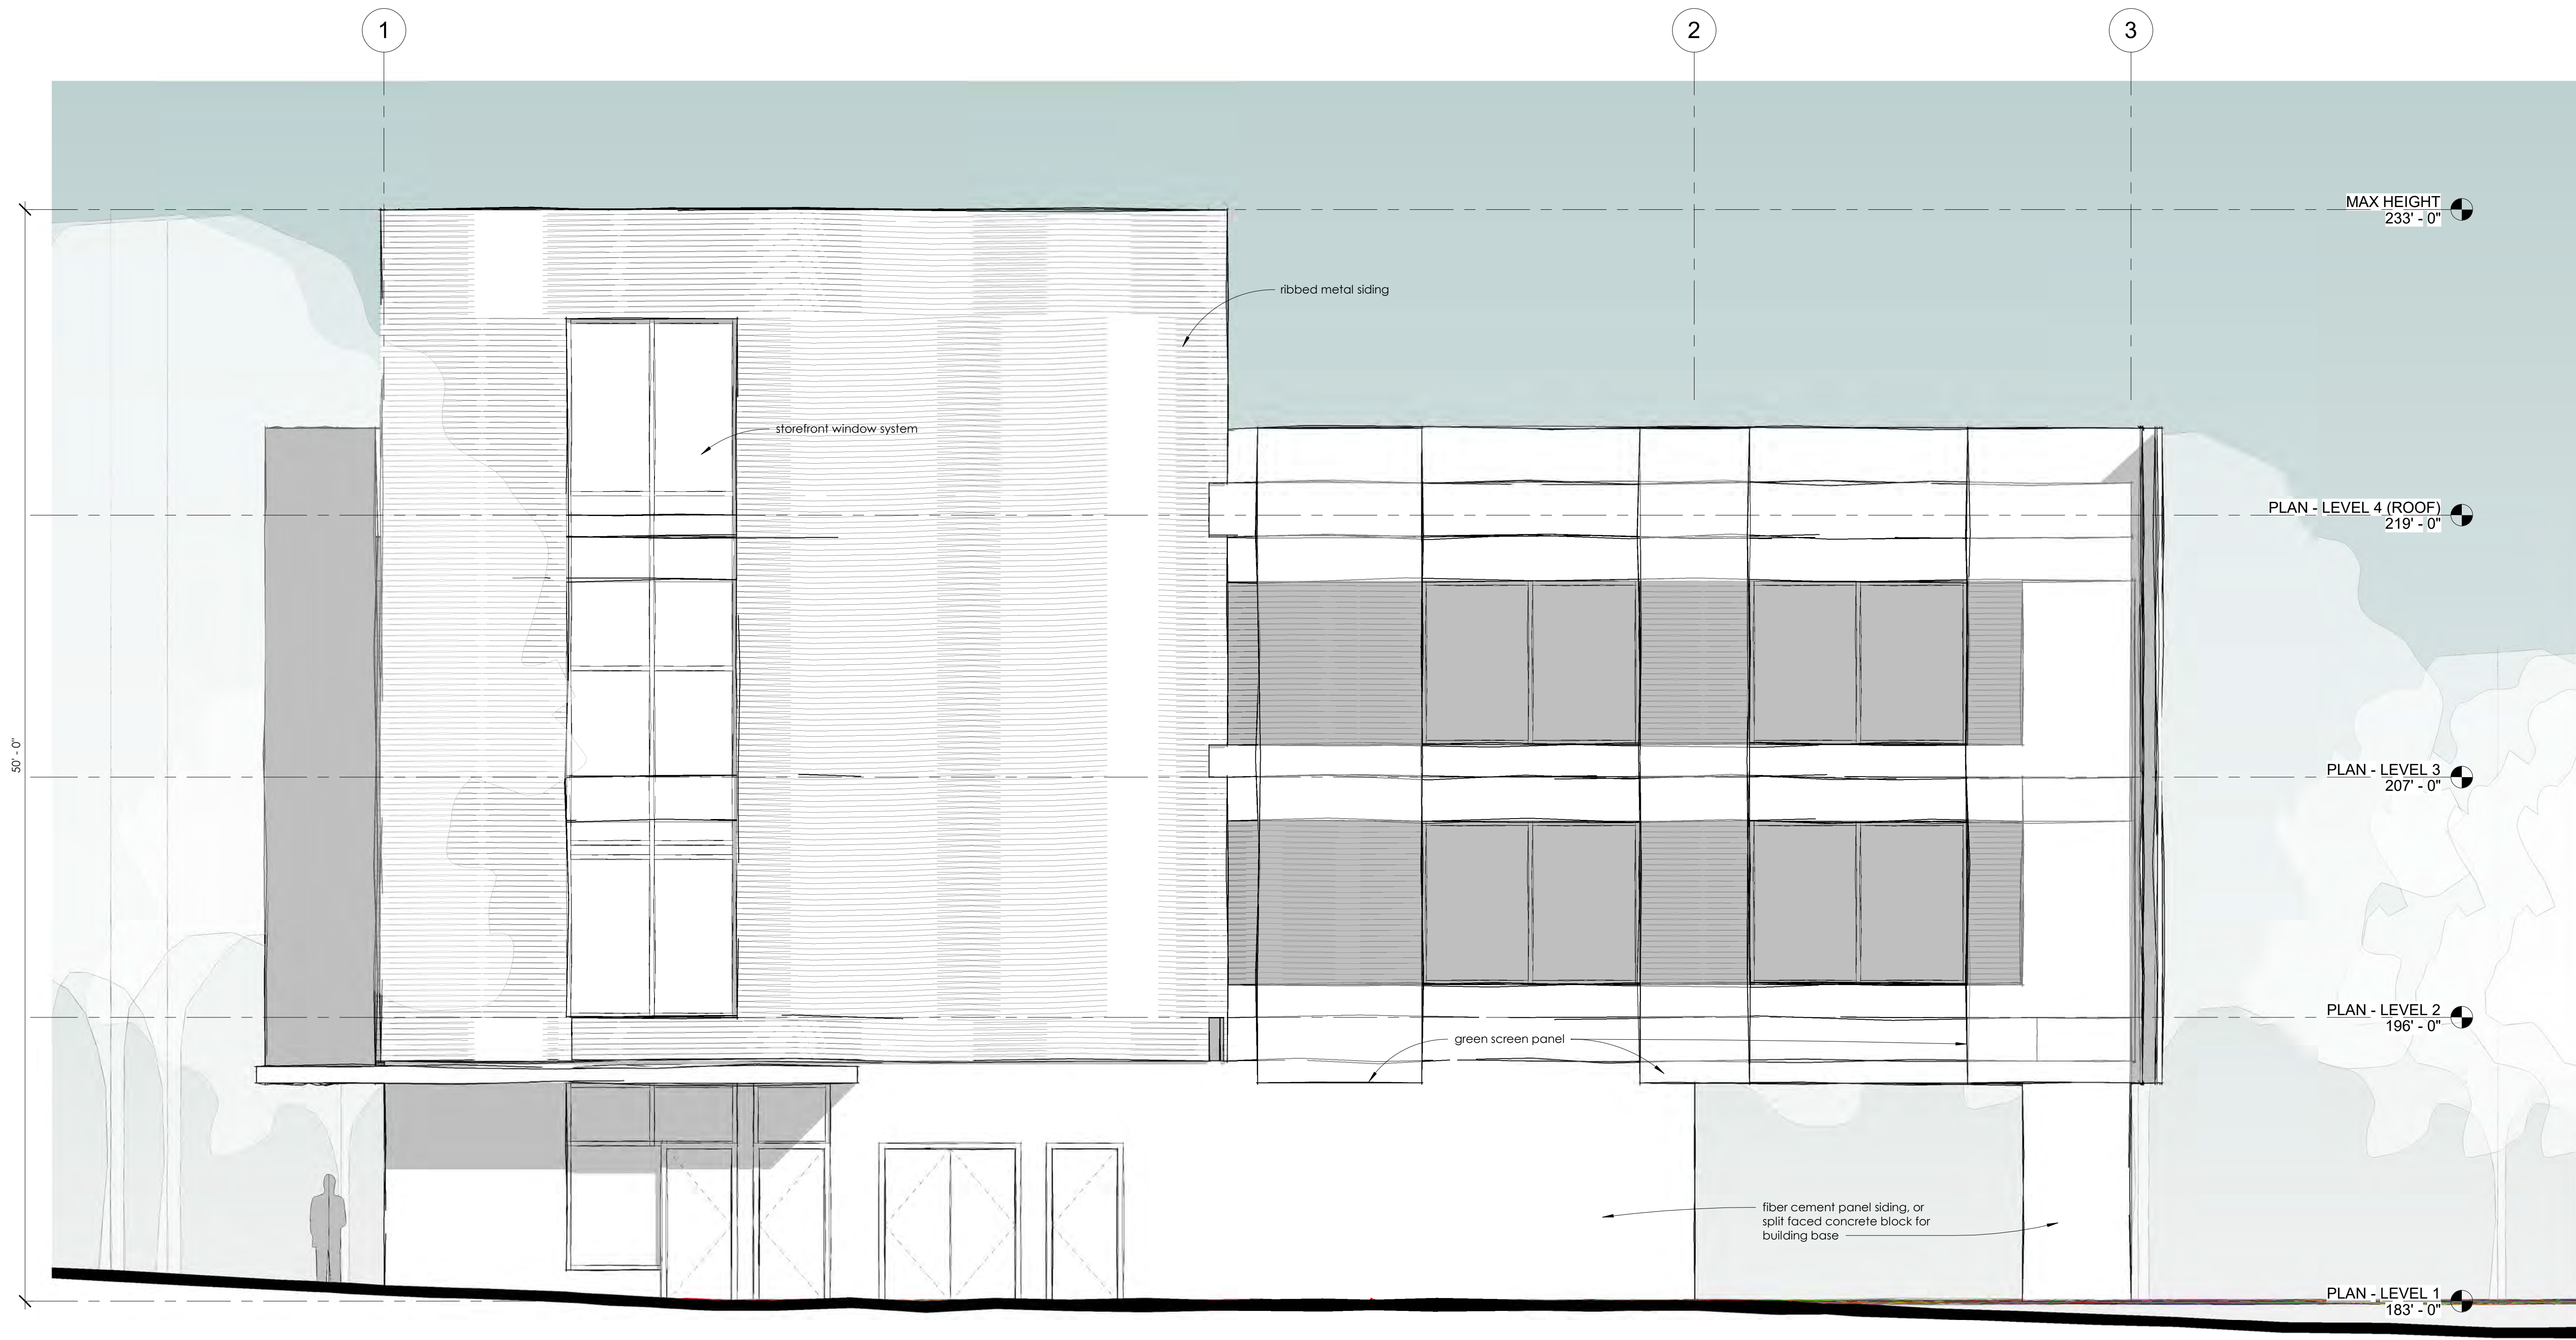 1
2
3
MAX HEIGHT
233' - 0"
ribbed metal siding
storefront window system
PLAN - LEVEL 4 (ROOF)
219' - 0"
50' - 0"
PLAN - LEVEL 3
207' - 0"
PLAN - LEVEL 2
196' - 0"
green screen panel
fiber cement panel siding, or
split faced concrete block for
building base
PLAN - LEVEL 1
183' - 0"